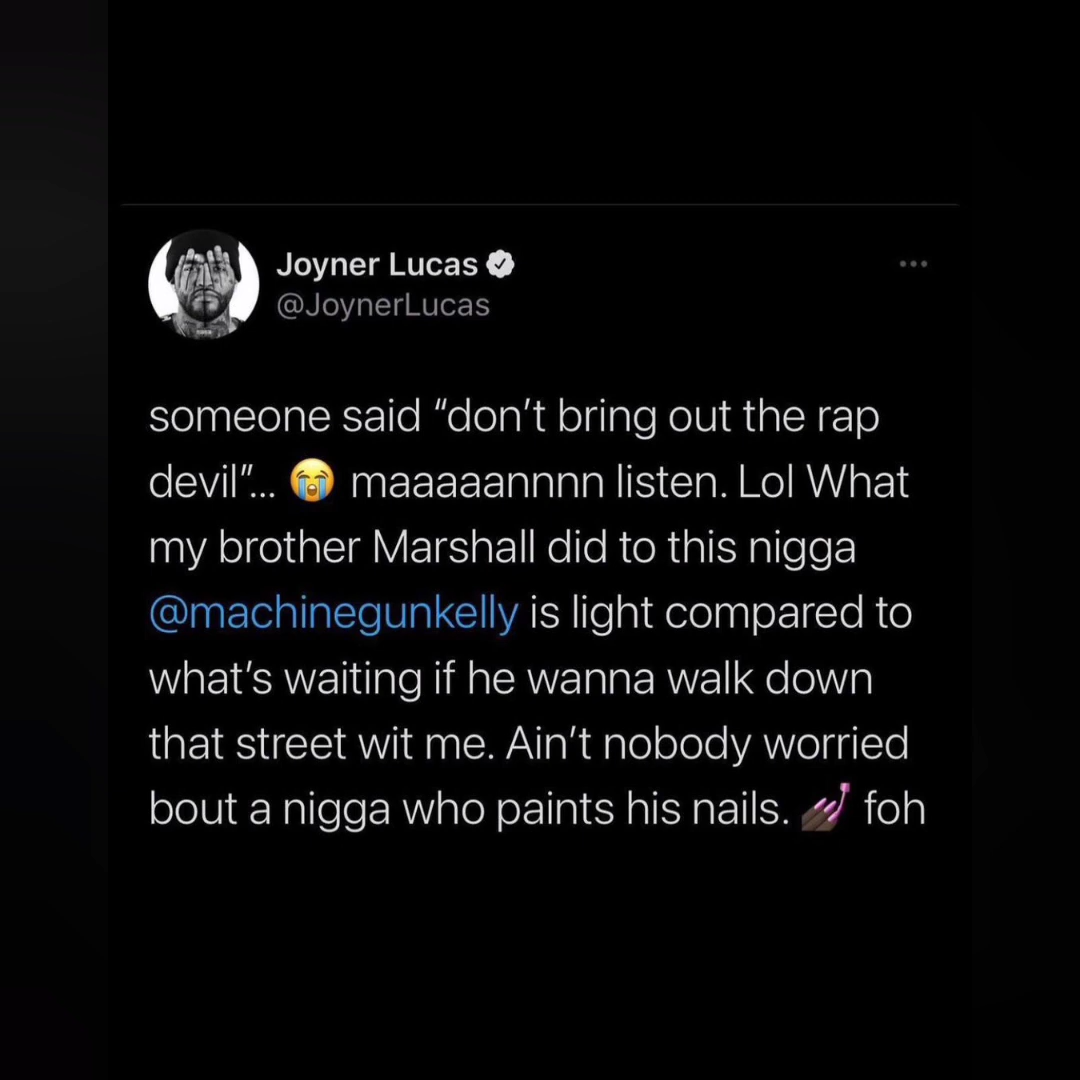 Joyner Lucas
@JoynerLucas
someone said “don’t bring out the rap
devil”... 😭 maaaaannnn listen. Lol What
my brother Marshall did to this nigga
@machinegunkelly is light compared to
what’s waiting if he wanna walk down
that street wit me. Ain’t nobody worried
bout a nigga who paints his nails. 💅🏿 foh